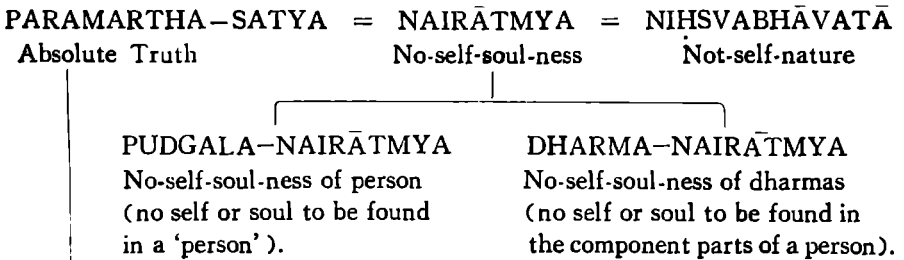 PARAMARTHA–SATYA = NAIRĀTMYA = NIHSVABHĀVATĀ
Absolute Truth No-self-soul-ness Ṅot-self-nature
PUDGALA–NAIRĀTMYA DHARMA–NAIRĀTMYA
No-self-soul-ness of person No-self-soul-ness of dharmas
(no self or soul to be found (no self or soul to be found in
in a ‘person’). the component parts of a person).